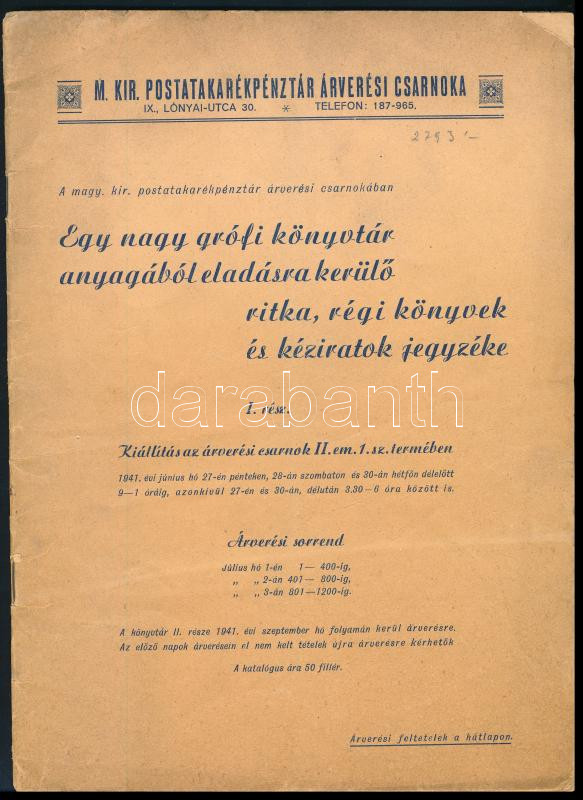 M. KIR. POSTATAKARÉKPÉNZTÁR ÁRVERÉSI CSARNOKA
IX., LÓNYAI-UTCA 30. * TELEFON: 187-965.
2793 '—
A magy. kir. postatakarékpénztár árverési csarnokában
Egy nagy grófi könyvtár
anyagából eladásra kerülő
ritka, régi könyvek
és kéziratok jegyzéke
darabanth
I. rész.
Kiállítás az árverési csarnok II. em. 1. sz. termében
1941. évi június hó 27-én pénteken, 28-án szombaton és 30-án hétfőn délelőtt
9—1 óráig, azonkívül 27-én és 30-án, délután 3.30—6 óra között is.
Árverési sorrend
Július hó 1-én 1— 400-ig,
„ „ 2-án 401— 800-ig,
„ „ 3-án 801—1200-ig.
A könyvtár II. része 1941. évi szeptember hó folyamán kerül árverésre.
Az előző napok árverésein el nem kelt tételek újra árverésre kérhetők
A katalógus ára 50 fillér.
Árverési feltetelek a hátlapon.